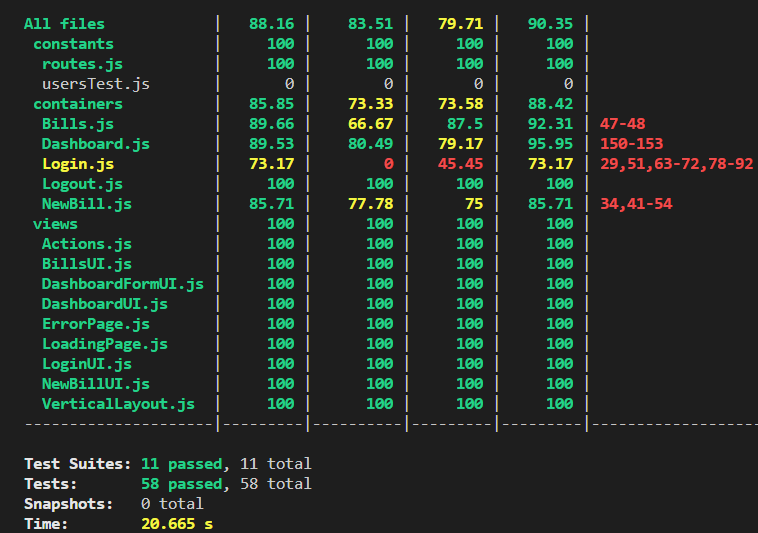 All files | 88.16 | 83.51 | 79.71 | 90.35 |
constants | 100 | 100 | 100 | 100 |
routes.js | 100 | 100 | 100 | 100 |
usersTest.js | 0 | 0 | 0 | 0 |
containers | 85.85 | 73.33 | 73.58 | 88.42 |
Bills.js | 89.66 | 66.67 | 87.5 | 92.31 | 47-48
Dashboard.js | 89.53 | 80.49 | 79.17 | 95.95 | 150-153
Login.js | 73.17 | 0 | 45.45 | 73.17 | 29,51,63-72,78-92
Logout.js | 100 | 100 | 100 | 100 |
NewBill.js | 85.71 | 77.78 | 75 | 85.71 | 34,41-54
views | 100 | 100 | 100 | 100 |
Actions.js | 100 | 100 | 100 | 100 |
BillsUI.js | 100 | 100 | 100 | 100 |
DashboardFormUI.js | 100 | 100 | 100 | 100 |
DashboardUI.js | 100 | 100 | 100 | 100 |
ErrorPage.js | 100 | 100 | 100 | 100 |
LoadingPage.js | 100 | 100 | 100 | 100 |
LoginUI.js | 100 | 100 | 100 | 100 |
NewBillUI.js | 100 | 100 | 100 | 100 |
VerticalLayout.js | 100 | 100 | 100 | 100 |
---------------------|---------|----------|---------|---------|-------------------
Test Suites: 11 passed, 11 total
Tests: 58 passed, 58 total
Snapshots: 0 total
Time: 20.665 s